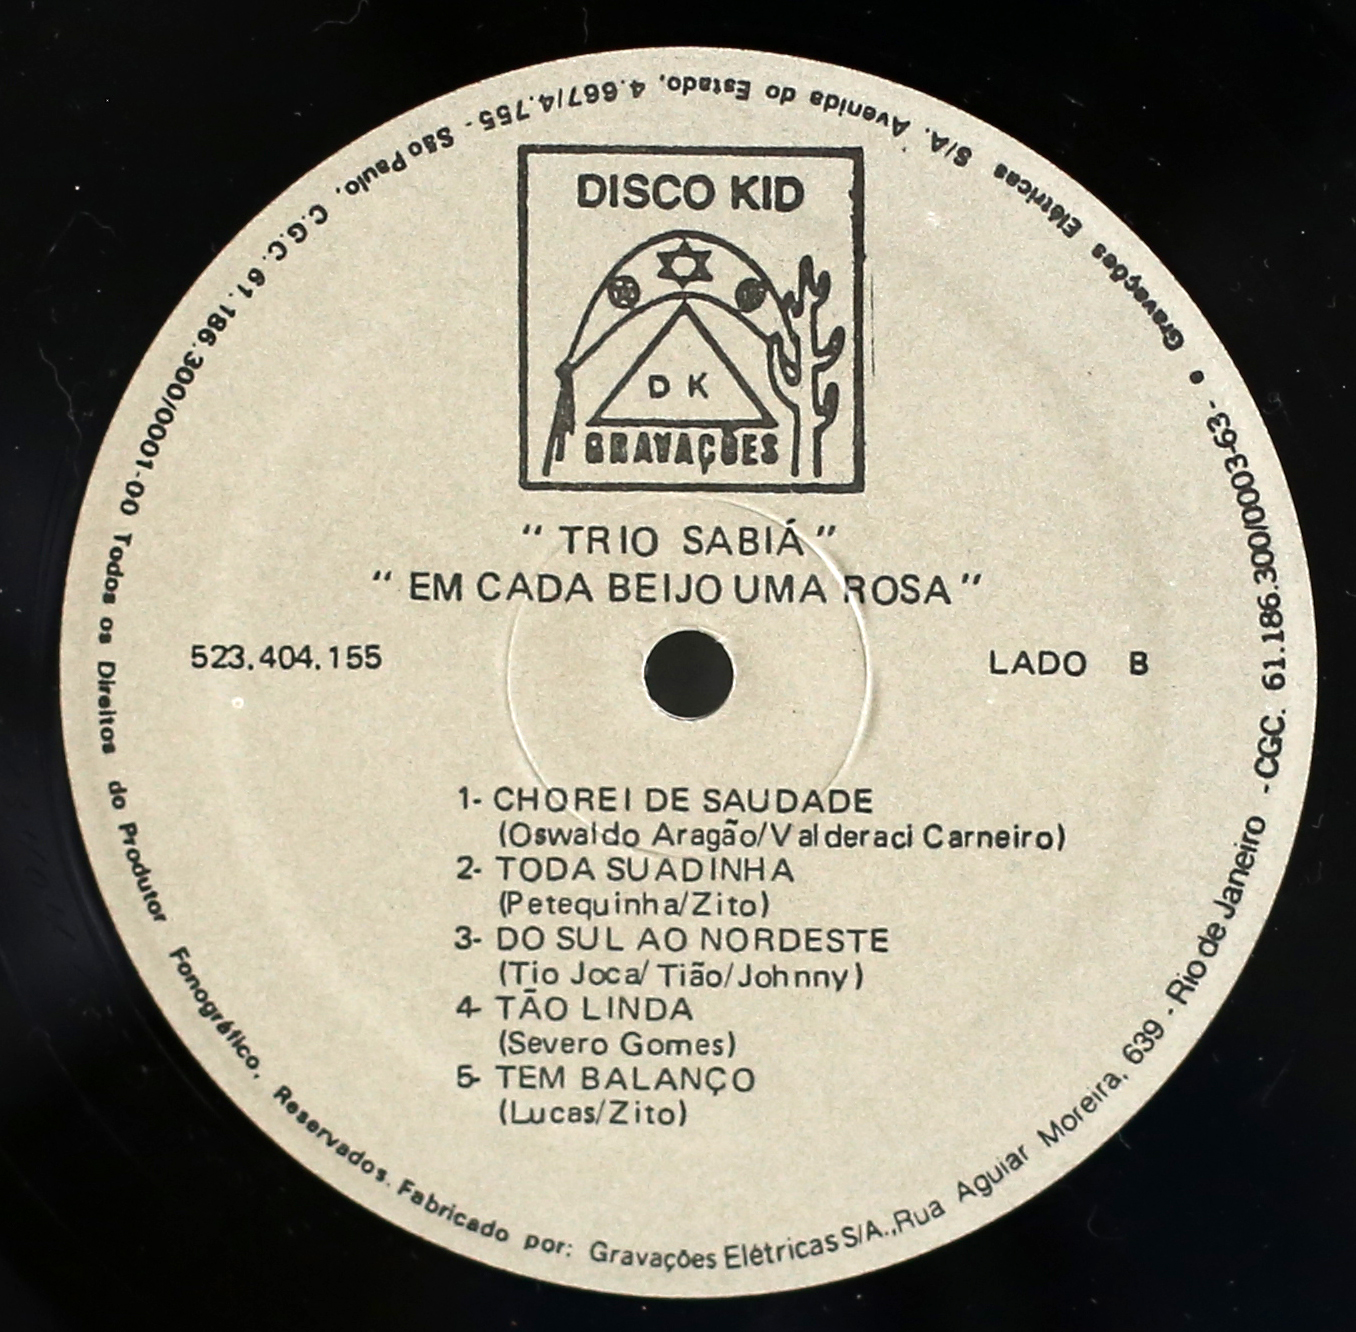 DISCO KID
D K
GRAVAÇÕES
“ TRIO SABIÁ ”
“ EM CADA BEIJO UMA ROSA ”
523.404.155
LADO B
1- CHOREI DE SAUDADE
(Oswaldo Aragão/Valderaci Carneiro)
2- TODA SUADINHA
(Petequinha/Zito)
3- DO SUL AO NORDESTE
(Tio Joca/Tião/Johnny)
4- TÃO LINDA
(Severo Gomes)
5- TEM BALANÇO
(Lucas/Zito)
• Gravações Elétricas S/A. Avenida do Estado, 4.667/4.755 - São Paulo, C.G.C. 61.186.300/0001-00 Todos os Direitos do Produtor Fonográfico, Reservados. Fabricado por: Gravações Elétricas S/A.,Rua Aguiar Moreira, 639 - Rio de Janeiro -CGC. 61.186.300/0003-63-